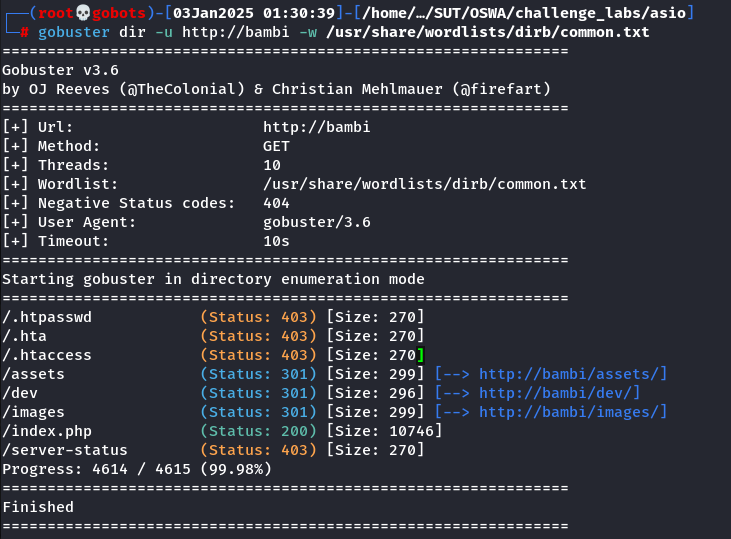 ┌──(root💀gobots)-[03Jan2025 01:30:39]-[/home/…/SUT/OSWA/challenge_labs/asio]
└─# gobuster dir -u http://bambi -w /usr/share/wordlists/dirb/common.txt
===============================================================
Gobuster v3.6
by OJ Reeves (@TheColonial) & Christian Mehlmauer (@firefart)
===============================================================
[+] Url:                     http://bambi
[+] Method:                  GET
[+] Threads:                 10
[+] Wordlist:                /usr/share/wordlists/dirb/common.txt
[+] Negative Status codes:   404
[+] User Agent:              gobuster/3.6
[+] Timeout:                 10s
===============================================================
Starting gobuster in directory enumeration mode
===============================================================
/.htpasswd            (Status: 403) [Size: 270]
/.hta                 (Status: 403) [Size: 270]
/.htaccess            (Status: 403) [Size: 270]
/assets               (Status: 301) [Size: 299] [--> http://bambi/assets/]
/dev                  (Status: 301) [Size: 296] [--> http://bambi/dev/]
/images               (Status: 301) [Size: 299] [--> http://bambi/images/]
/index.php            (Status: 200) [Size: 10746]
/server-status        (Status: 403) [Size: 270]
Progress: 4614 / 4615 (99.98%)
===============================================================
Finished
===============================================================